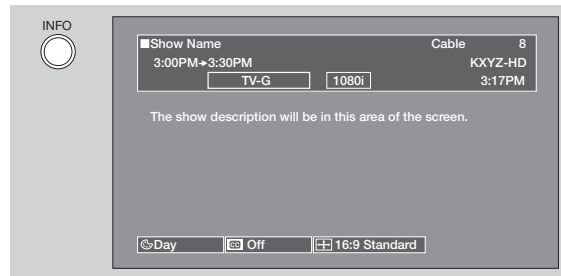 INFO
■Show Name Cable 8
3:00PM→3:30PM KXYZ-HD
TV-G 1080i 3:17PM
The show description will be in this area of the screen.
Day CC Off 16:9 Standard